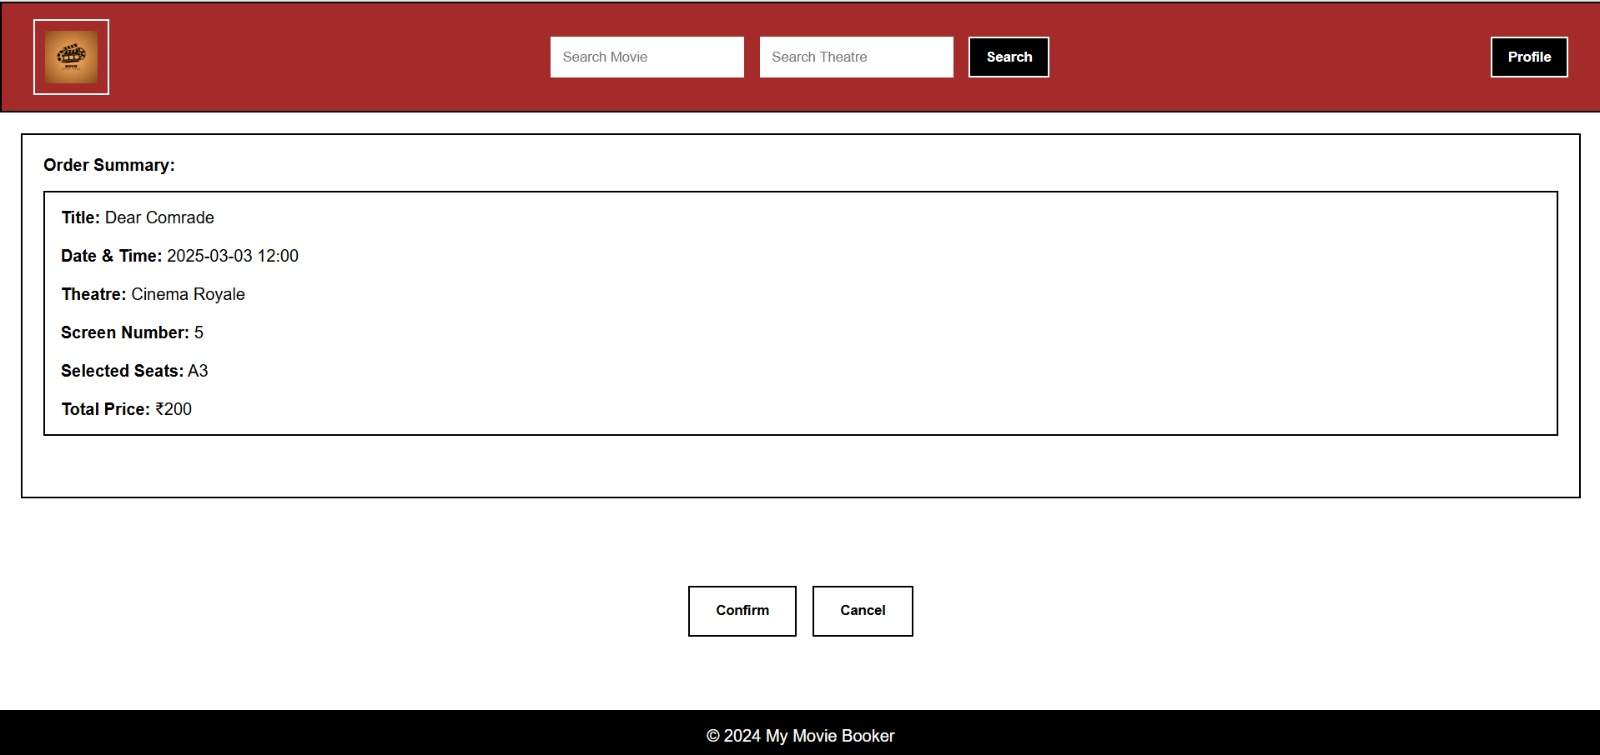 Search Movie
Search Theatre
Search
Profile
Order Summary:
Title: Dear Comrade
Date & Time: 2025-03-03 12:00
Theatre: Cinema Royale
Screen Number: 5
Selected Seats: A3
Total Price: ₹200
Confirm
Cancel
© 2024 My Movie Booker